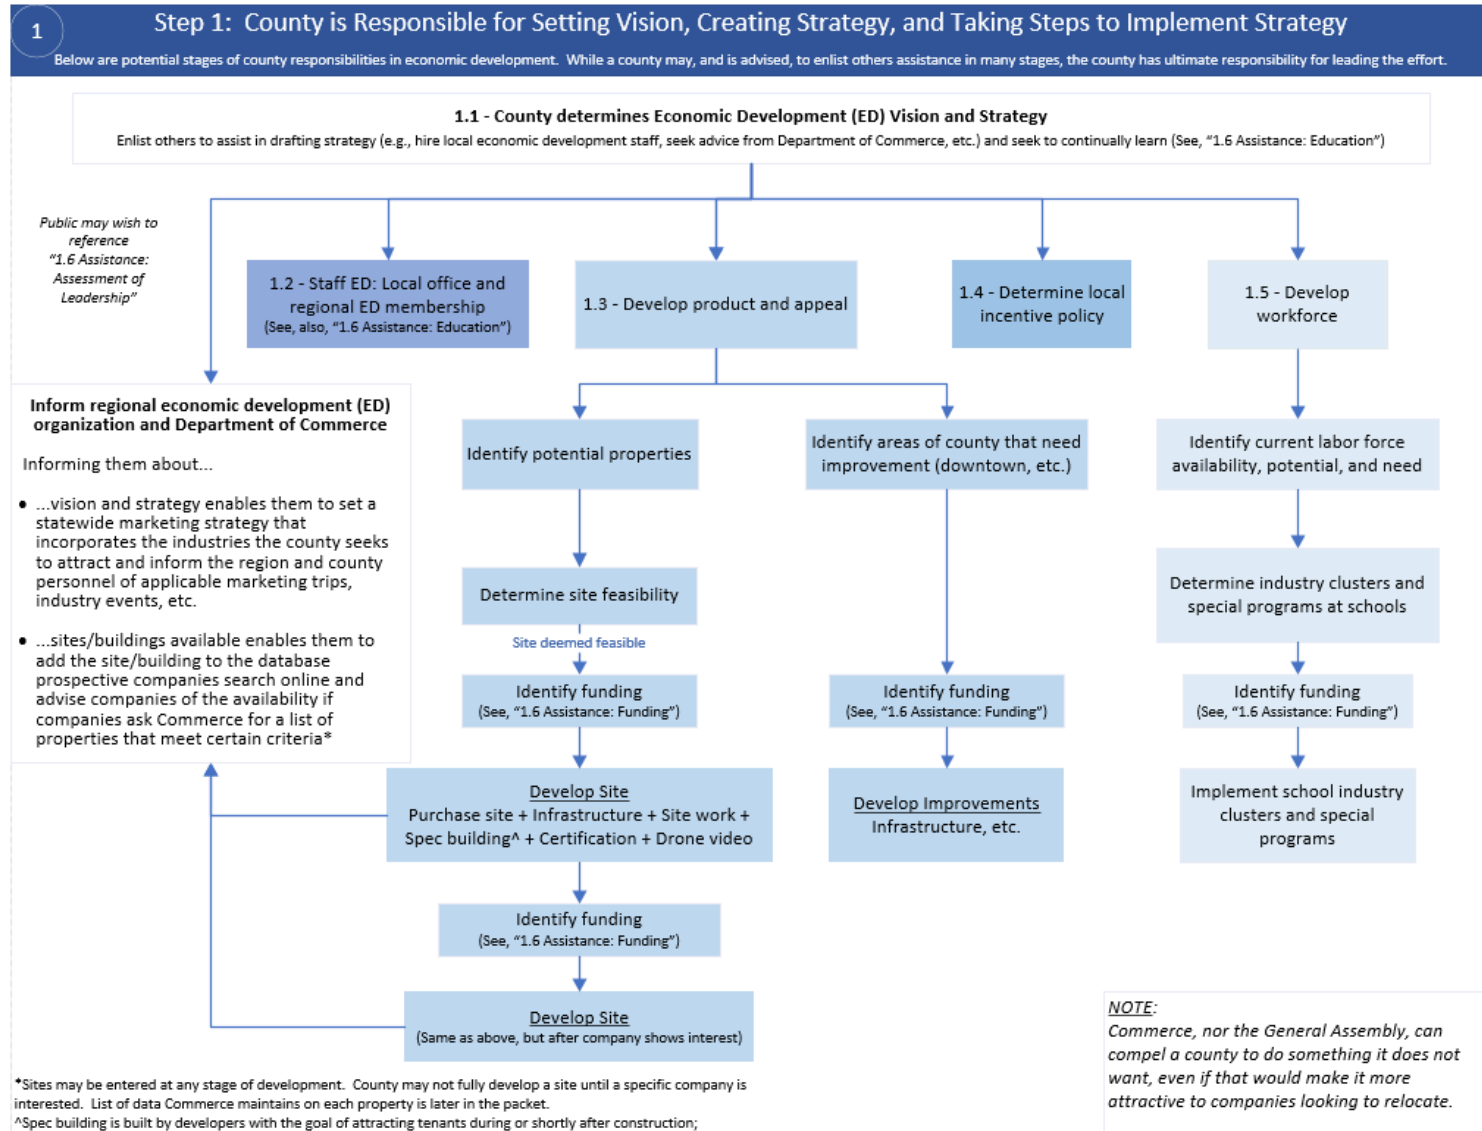 1
Step 1:  County is Responsible for Setting Vision, Creating Strategy, and Taking Steps to Implement Strategy
Below are potential stages of county responsibilities in economic development.  While a county may, and is advised, to enlist others assistance in many stages, the county has ultimate responsibility for leading the effort.
1.1 - County determines Economic Development (ED) Vision and Strategy
Enlist others to assist in drafting strategy (e.g., hire local economic development staff, seek advice from Department of Commerce, etc.) and seek to continually learn (See, "1.6 Assistance: Education")
Public may wish to
reference
"1.6 Assistance:
Assessment of
Leadership"
1.2 - Staff ED: Local office and
regional ED membership
(See, also, "1.6 Assistance: Education")
1.3 - Develop product and appeal
1.4 - Determine local
incentive policy
1.5 - Develop
workforce
Inform regional economic development (ED)
organization and Department of Commerce
Informing them about...
• ...vision and strategy enables them to set a
statewide marketing strategy that
incorporates the industries the county seeks
to attract and inform the region and county
personnel of applicable marketing trips,
industry events, etc.
• ...sites/buildings available enables them to
add the site/building to the database
prospective companies search online and
advise companies of the availability if
companies ask Commerce for a list of
properties that meet certain criteria*
Identify potential properties
Determine site feasibility
Site deemed feasible
Identify funding
(See, "1.6 Assistance: Funding")
Develop Site
Purchase site + Infrastructure + Site work +
Spec building^ + Certification + Drone video
Identify funding
(See, "1.6 Assistance: Funding")
Develop Site
(Same as above, but after company shows interest)
Identify areas of county that need
improvement (downtown, etc.)
Identify funding
(See, "1.6 Assistance: Funding")
Develop Improvements
Infrastructure, etc.
Identify current labor force
availability, potential, and need
Determine industry clusters and
special programs at schools
Identify funding
(See, "1.6 Assistance: Funding")
Implement school industry
clusters and special
programs
*Sites may be entered at any stage of development.  County may not fully develop a site until a specific company is
interested.  List of data Commerce maintains on each property is later in the packet.
^Spec building is built by developers with the goal of attracting tenants during or shortly after construction;
NOTE:
Commerce, nor the General Assembly, can
compel a county to do something it does not
want, even if that would make it more
attractive to companies looking to relocate.